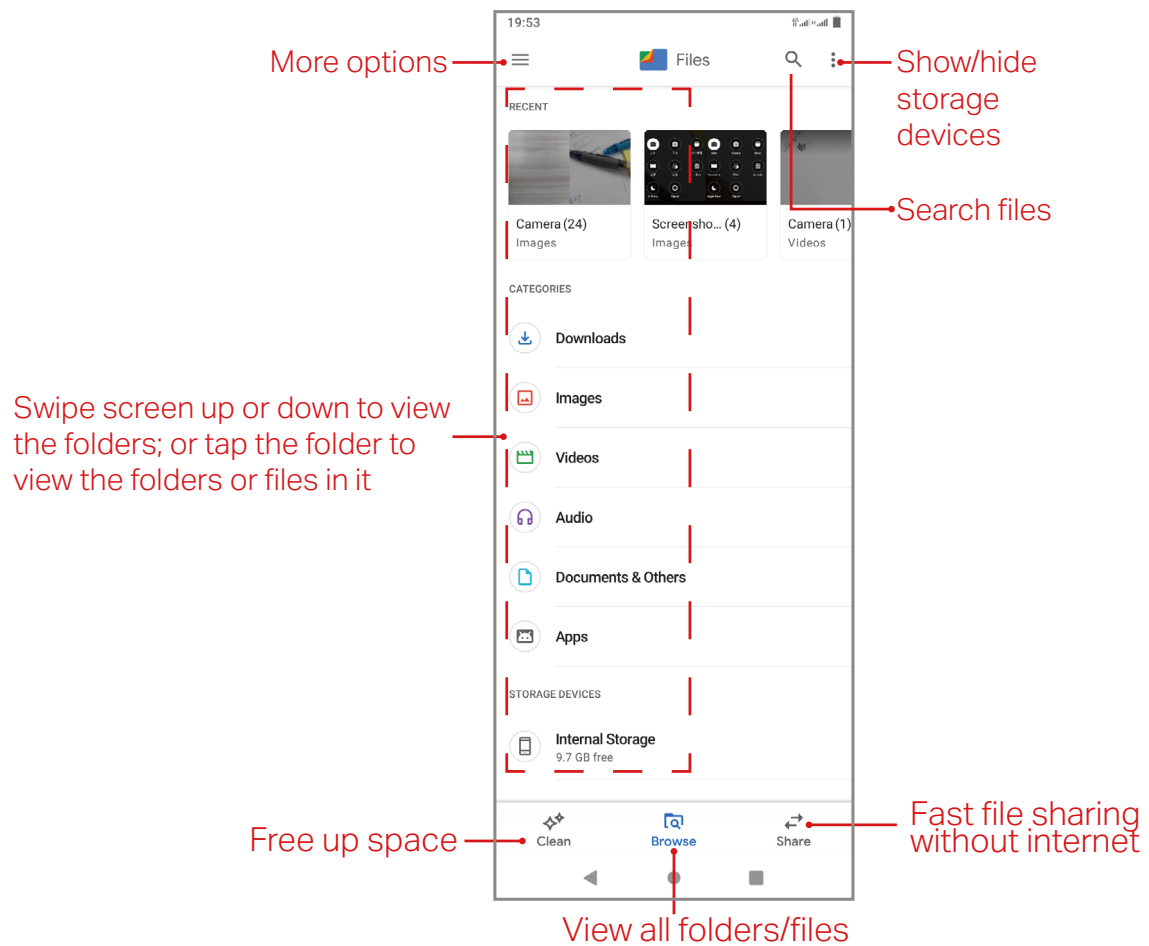 19:53
More options
Files
Show/hide
storage
devices
RECENT
Search files
Camera (24)
Screensho... (4)
Camera (1)
Images
Images
Videos
CATEGORIES
Downloads
Images
Swipe screen up or down to view
the folders; or tap the folder to
view the folders or files in it
Videos
Audio
Documents & Others
Apps
STORAGE DEVICES
Internal Storage
9.7 GB free
Free up space
Clean
Browse
Share
Fast file sharing
without internet
View all folders/files